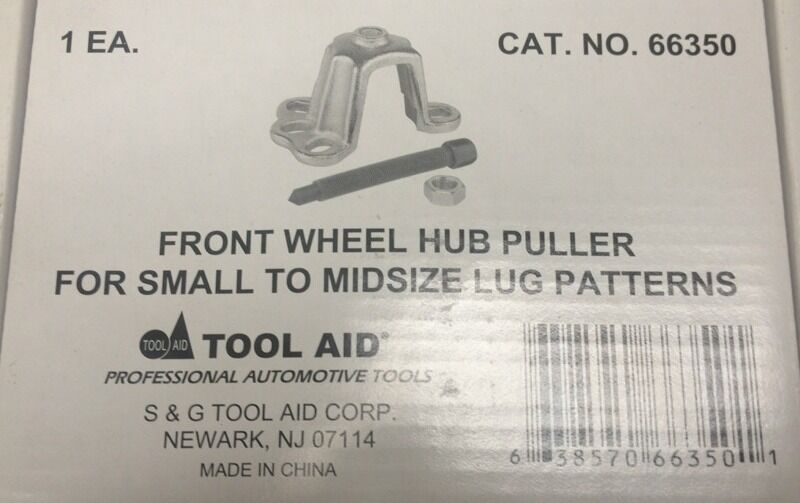 1 EA.
CAT. NO. 66350
FRONT WHEEL HUB PULLER
FOR SMALL TO MIDSIZE LUG PATTERNS
TOOL AID TOOL AID®
PROFESSIONAL AUTOMOTIVE TOOLS
S & G TOOL AID CORP.
NEWARK, NJ 07114
MADE IN CHINA
6 38570 66350 1